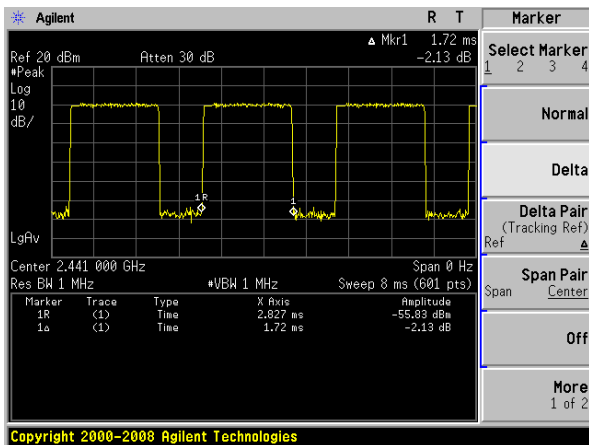 Agilent
R T
Marker
Δ Mkr1 1.72 ms
Ref 20 dBm Atten 30 dB -2.13 dB
#Peak
Log
10
dB/
1R
1
LgAv
Center 2.441 000 GHz Span 0 Hz
Res BW 1 MHz #VBW 1 MHz Sweep 8 ms (601 pts)
Marker Trace Type X Axis Amplitude
1R (1) Time 2.827 ms -55.83 dBm
1Δ (1) Time 1.72 ms -2.13 dB
Select Marker
1 2 3 4
Normal
Delta
Delta Pair
(Tracking Ref)
Ref Δ
Span Pair
Span Center
Off
More
1 of 2
Copyright 2000-2008 Agilent Technologies